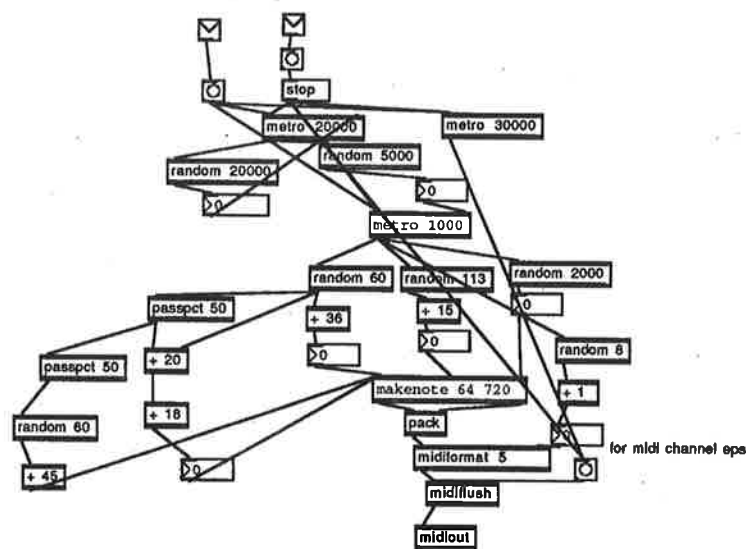 stop
metro 20000
metro 30000
random 5000
random 20000
0
0
metro 1000
random 60
random 113
random 2000
passpct 50
+ 36
+ 15
0
+ 20
0
0
random 8
passpct 50
makenote 64 720
+ 1
+ 18
pack
random 60
0
for midi channel eps
midiformat 5
+ 45
0
midiflush
midiout